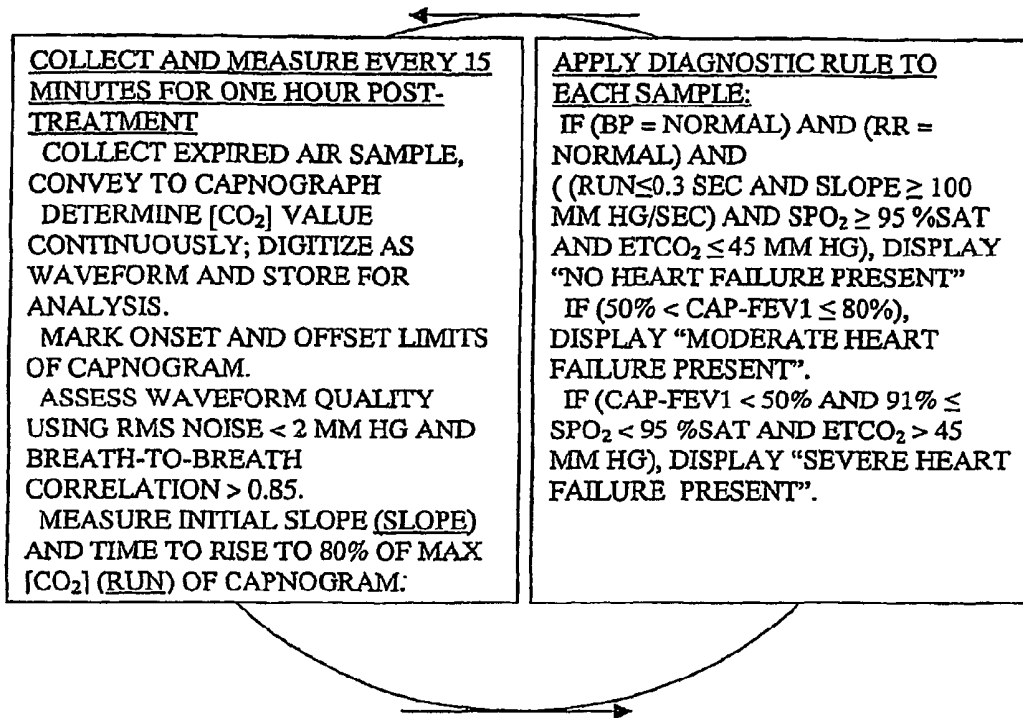 COLLECT AND MEASURE EVERY 15
MINUTES FOR ONE HOUR POST-
TREATMENT
COLLECT EXPIRED AIR SAMPLE,
CONVEY TO CAPNOGRAPH
DETERMINE [CO₂] VALUE
CONTINUOUSLY; DIGITIZE AS
WAVEFORM AND STORE FOR
ANALYSIS.
MARK ONSET AND OFFSET LIMITS
OF CAPNOGRAM.
ASSESS WAVEFORM QUALITY
USING RMS NOISE < 2 MM HG AND
BREATH-TO-BREATH
CORRELATION > 0.85.
MEASURE INITIAL SLOPE (SLOPE)
AND TIME TO RISE TO 80% OF MAX
[CO₂] (RUN) OF CAPNOGRAM.
APPLY DIAGNOSTIC RULE TO
EACH SAMPLE:
IF (BP = NORMAL) AND (RR =
NORMAL) AND
( (RUN≤0.3 SEC AND SLOPE ≥ 100
MM HG/SEC) AND SPO₂ ≥ 95 %SAT
AND ETCO₂ ≤ 45 MM HG), DISPLAY
“NO HEART FAILURE PRESENT”
IF (50% < CAP-FEV1 ≤ 80%),
DISPLAY “MODERATE HEART
FAILURE PRESENT”.
IF (CAP-FEV1 < 50% AND 91% ≤
SPO₂ < 95 %SAT AND ETCO₂ > 45
MM HG), DISPLAY “SEVERE HEART
FAILURE PRESENT”.